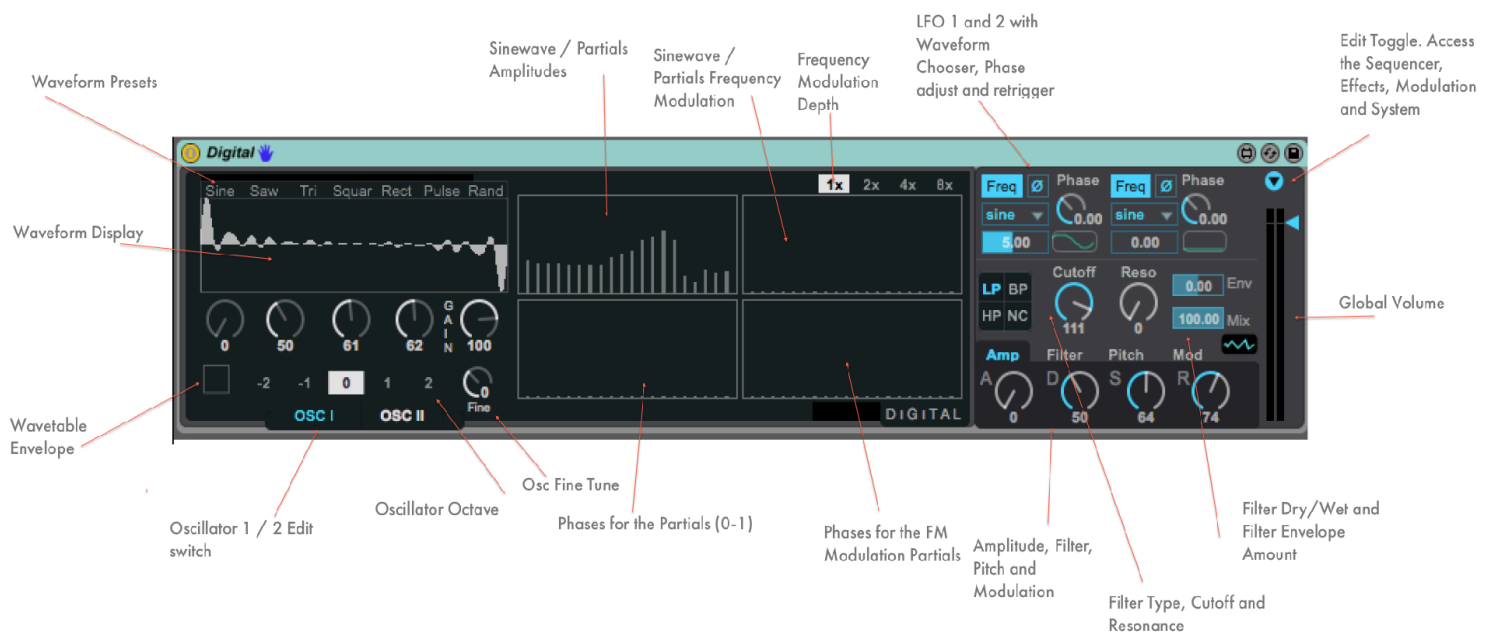 LFO 1 and 2 with
Waveform
Chooser, Phase
adjust and retrigger
Edit Toggle. Access
the Sequencer,
Effects, Modulation
and System
Sinewave / Partials
Amplitudes
Sinewave /
Partials Frequency
Modulation
Frequency
Modulation
Depth
Waveform Presets
Digital
Sine Saw Tri Squar Rect Pulse Rand
1x 2x 4x 8x
Freq Ø Phase Freq Ø Phase
sine 0.00 sine 0.00
5.00 0.00
Waveform Display
Cutoff Reso
LP BP 0.00 Env
HP NC 111 0 100.00 Mix
Global Volume
GAIN
0 50 61 62 100
Amp Filter Pitch Mod
A D S R
0 50 64 74
-2 -1 0 1 2 0
Fine
OSC I OSC II
DIGITAL
Wavetable
Envelope
Osc Fine Tune
Oscillator Octave
Phases for the Partials (0-1)
Oscillator 1 / 2 Edit
switch
Phases for the FM
Modulation Partials
Amplitude, Filter,
Pitch and
Modulation
Filter Dry/Wet and
Filter Envelope
Amount
Filter Type, Cutoff and
Resonance